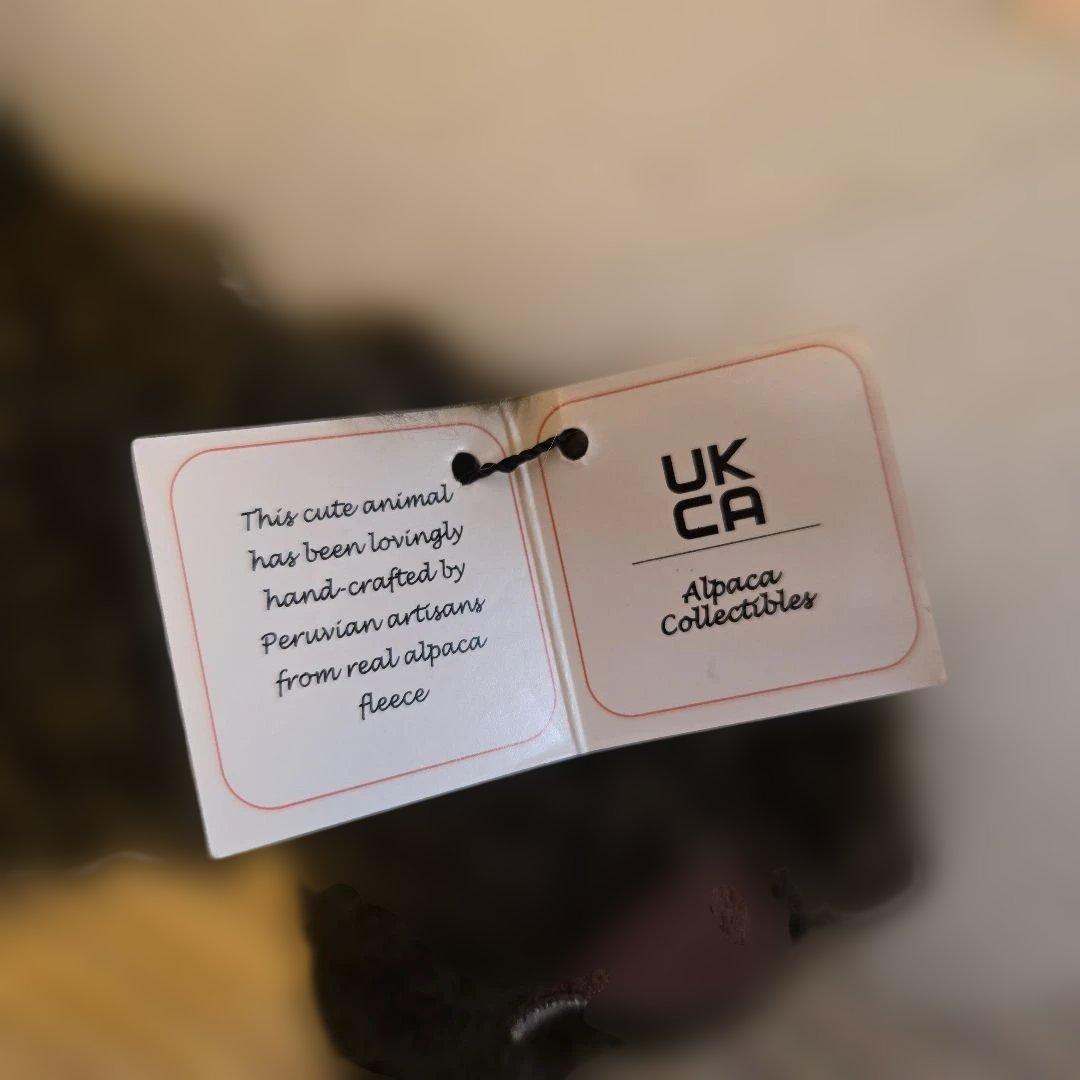 This cute animal
has been lovingly
hand-crafted by
Peruvian artisans
from real alpaca
fleece
UK
CA
Alpaca
Collectibles